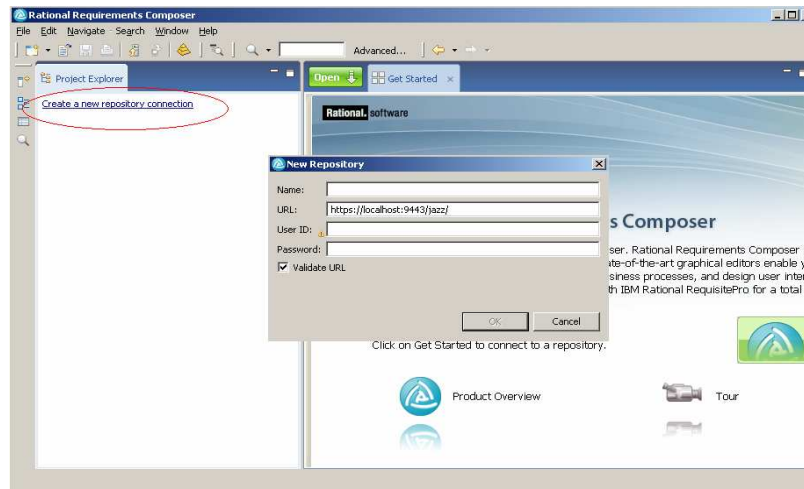 Rational Requirements Composer
File Edit Navigate Search Window Help
Advanced...
Project Explorer
Open
Get Started
Create a new repository connection
Rational. software
New Repository
Name:
URL: https://localhost:9443/jazz/
User ID:
Password:
Validate URL
OK Cancel
s Composer
ser. Rational Requirements Composer
ate-of-the-art graphical editors enable y
siness processes, and design user inter
th IBM Rational RequisitePro for a total
Click on Get Started to connect to a repository.
Product Overview
Tour